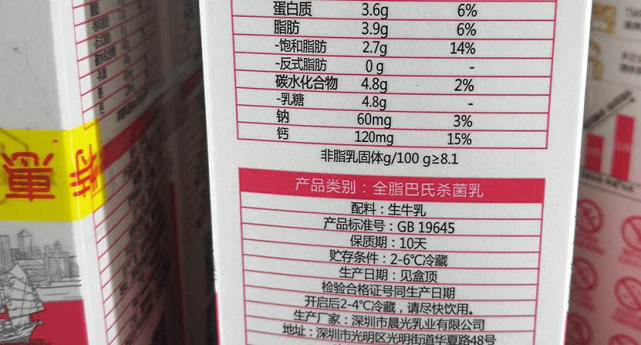 蛋白质 3.6g 6%
脂肪 3.9g 6%
-饱和脂肪 2.7g 14%
-反式脂肪 0 g -
碳水化合物 4.8g 2%
-乳糖 4.8g -
钠 60mg 3%
钙 120mg 15%
非脂乳固体g/100 g≥8.1
产品类别：全脂巴氏杀菌乳
配料：生牛乳
产品标准号：GB 19645
保质期：10天
贮存条件：2-6℃冷藏
生产日期：见盒顶
检验合格证号同生产日期
开启后2-4℃冷藏，请尽快饮用。
生产厂家：深圳市晨光乳业有限公司
地址：深圳市光明区光明街道华夏路48号
特惠